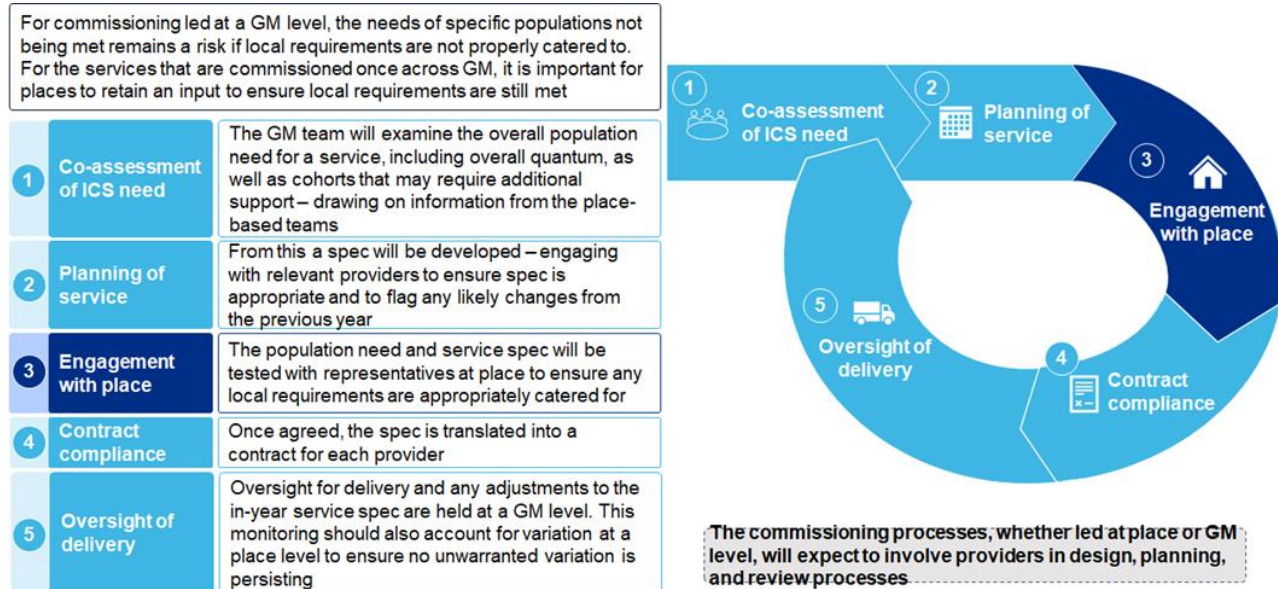 For commissioning led at a GM level, the needs of specific populations not
being met remains a risk if local requirements are not properly catered to.
For the services that are commissioned once across GM, it is important for
places to retain an input to ensure local requirements are still met
1
Co-assessment
of ICS need
The GM team will examine the overall population
need for a service, including overall quantum, as
well as cohorts that may require additional
support – drawing on information from the place-
based teams
2
Planning of
service
From this a spec will be developed – engaging
with relevant providers to ensure spec is
appropriate and to flag any likely changes from
the previous year
3
Engagement
with place
The population need and service spec will be
tested with representatives at place to ensure any
local requirements are appropriately catered for
4
Contract
compliance
Once agreed, the spec is translated into a
contract for each provider
5
Oversight of
delivery
Oversight for delivery and any adjustments to the
in-year service spec are held at a GM level. This
monitoring should also account for variation at a
place level to ensure no unwarranted variation is
persisting
1
Co-assessment
of ICS need
2
Planning of
service
3
Engagement
with place
4
Contract
compliance
5
Oversight of
delivery
The commissioning processes, whether led at place or GM
level, will expect to involve providers in design, planning,
and review processes